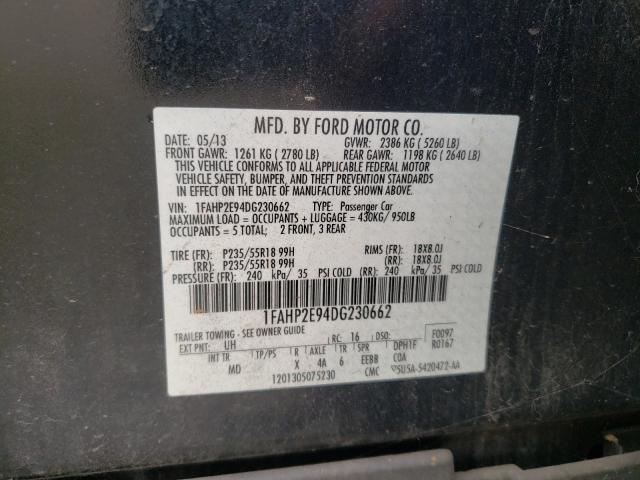 MFD. BY FORD MOTOR CO.
DATE: 05/13 GVWR: 2386 KG ( 5260 LB)
FRONT GAWR: 1261 KG ( 2780 LB) REAR GAWR: 1198 KG ( 2640 LB)
THIS VEHICLE CONFORMS TO ALL APPLICABLE FEDERAL MOTOR
VEHICLE SAFETY, BUMPER, AND THEFT PREVENTION STANDARDS
IN EFFECT ON THE DATE OF MANUFACTURE SHOWN ABOVE.
VIN: 1FAHP2E94DG230662 TYPE: Passenger Car
MAXIMUM LOAD = OCCUPANTS + LUGGAGE = 430KG/ 950LB
OCCUPANTS = 5 TOTAL; 2 FRONT, 3 REAR
TIRE (FR): P235/55R18 99H RIMS (FR): 18X8.0J
(RR): P235/55R18 99H (RR): 18X8.0J
PRESSURE (FR): 240 kPa/ 35 PSI COLD (RR): 240 kPa/ 35 PSI COLD
1FAHP2E94DG230662
TRAILER TOWING - SEE OWNER GUIDE
EXT PNT: UH RC: 16 DSO: F0097
INT TR TP/PS R AXLE TR SPR DPH1F R0167
MD X 4A 6 EEBB COA
1201305075230 CMC 5U5A-5420472-AA